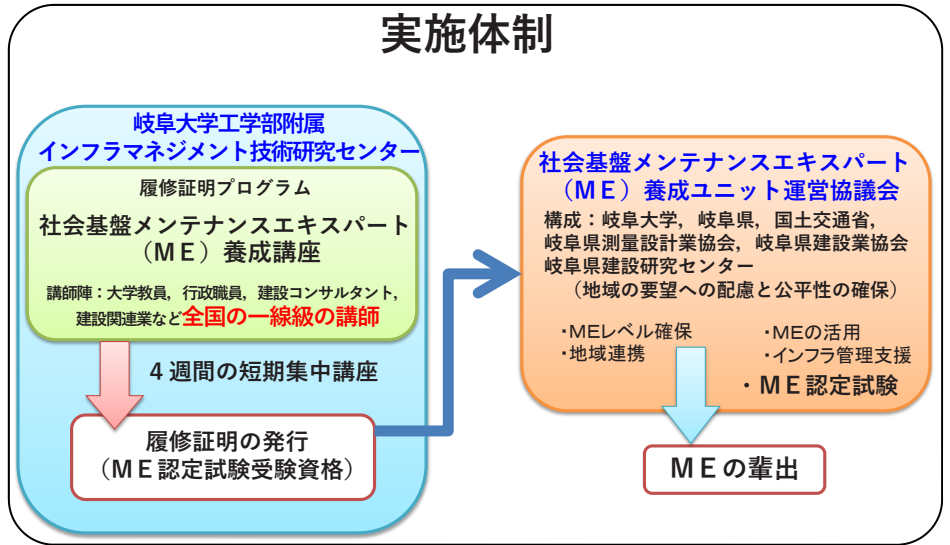 実施体制
岐阜大学工学部附属
インフラマネジメント技術研究センター
履修証明プログラム
社会基盤メンテナンスエキスパート
（ＭＥ）養成講座
講師陣：大学教員，行政職員，建設コンサルタント，
建設関連業など全国の一線級の講師
４週間の短期集中講座
履修証明の発行
（ＭＥ認定試験受験資格）
社会基盤メンテナンスエキスパート
（ＭＥ）養成ユニット運営協議会
構成：岐阜大学，岐阜県，国土交通省，
岐阜県測量設計業協会，岐阜県建設業協会
岐阜県建設研究センター
（地域の要望への配慮と公平性の確保）
・MEレベル確保
・地域連携
・MEの活用
・インフラ管理支援
・ＭＥ認定試験
ＭＥの輩出